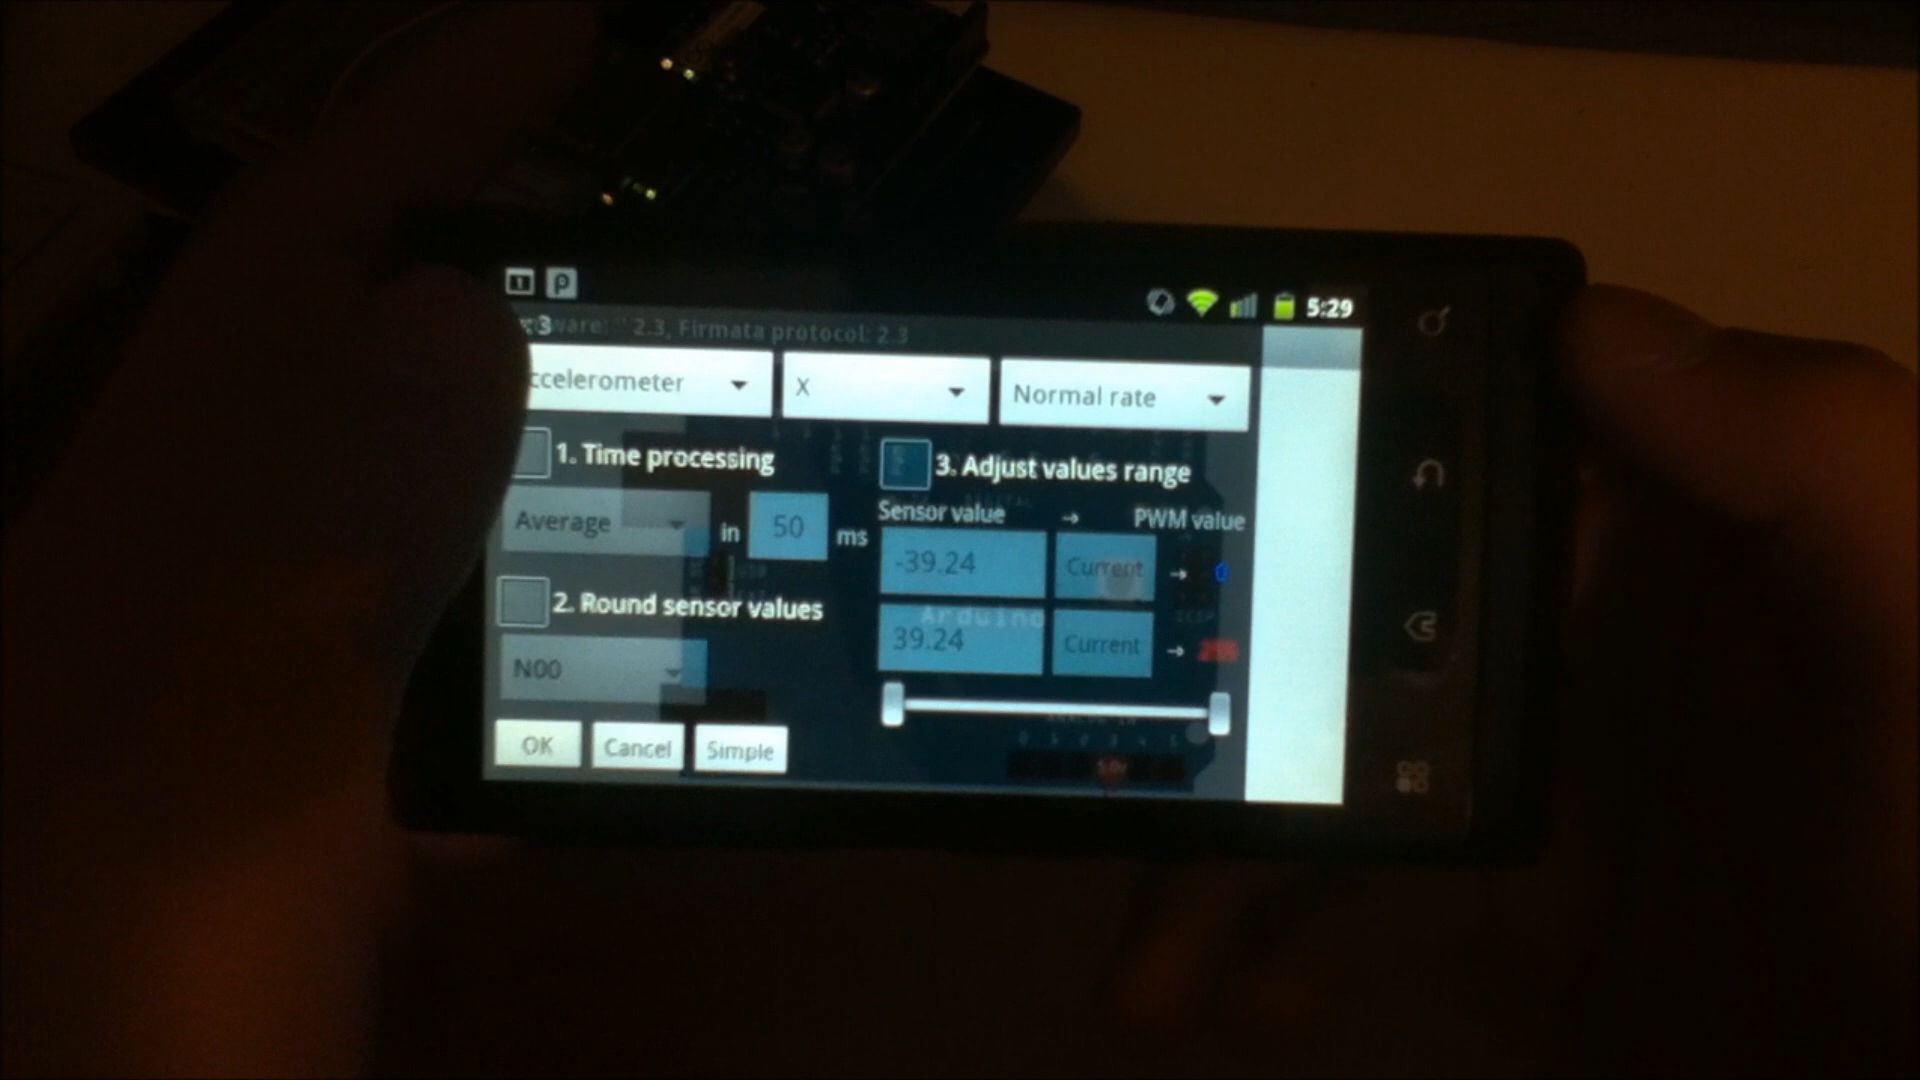 5:29
2.3, Firmata protocol: 2.3
ccelerometer
X
Normal rate
1. Time processing
Average
in
50
ms
2. Round sensor values
N00
OK
Cancel
Simple
3. Adjust values range
Sensor value → PWM value
-39.24
Current
→ 0
Arduino
39.24
Current
→